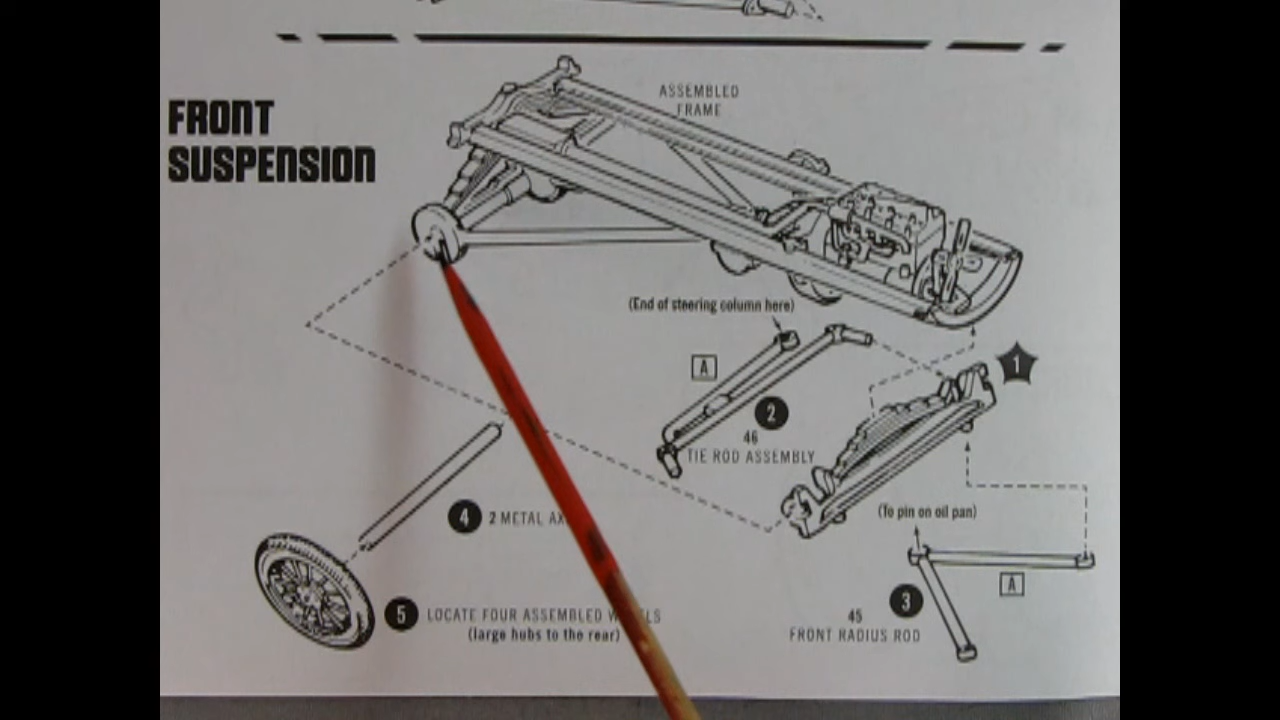 FRONT
SUSPENSION
ASSEMBLED
FRAME
(End of steering column here)
A
1
2
46
TIE ROD ASSEMBLY
4 2 METAL
(To pin on oil pan)
A
3
45
FRONT RADIUS ROD
5 LOCATE FOUR ASSEMBLED
(large hubs to the rear)